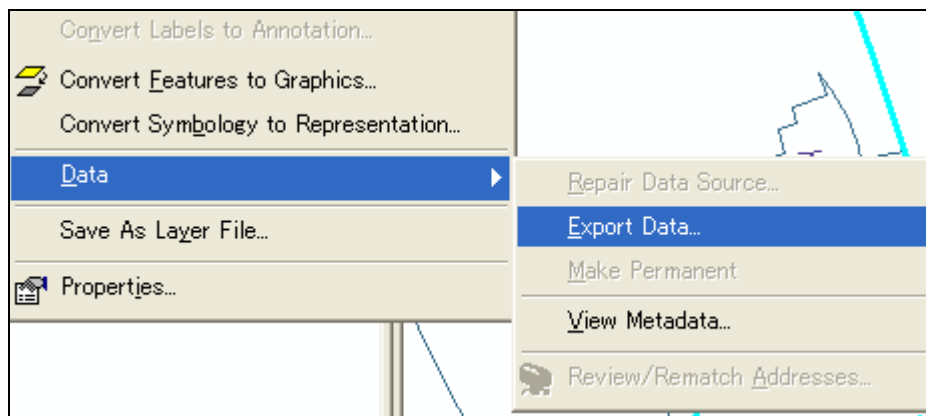 Convert Labels to Annotation...
Convert Features to Graphics...
Convert Symbology to Representation...
Data
Save As Layer File...
Properties...
Repair Data Source...
Export Data...
Make Permanent
View Metadata...
Review/Rematch Addresses...